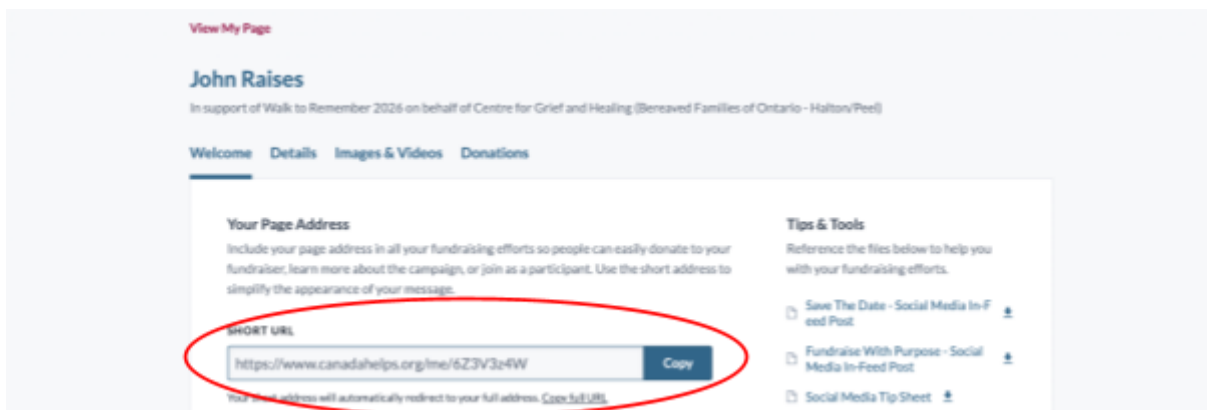 View My Page
John Raises
In support of Walk to Remember 2026 on behalf of Centre for Grief and Healing (Bereaved Families of Ontario - Halton/Peel)
Welcome Details Images & Videos Donations
Your Page Address
Include your page address in all your fundraising efforts so people can easily donate to your
fundraiser, learn more about the campaign, or join as a participant. Use the short address to
simplify the appearance of your message.
SHORT URL
https://www.canadahelps.org/me/6Z3V3z4W
Copy
Your short address will automatically redirect to your full address. Copy full URL
Tips & Tools
Reference the files below to help you
with your fundraising efforts.
Save The Date - Social Media In-F
eed Post
Fundraise With Purpose - Social
Media In-Feed Post
Social Media Tip Sheet